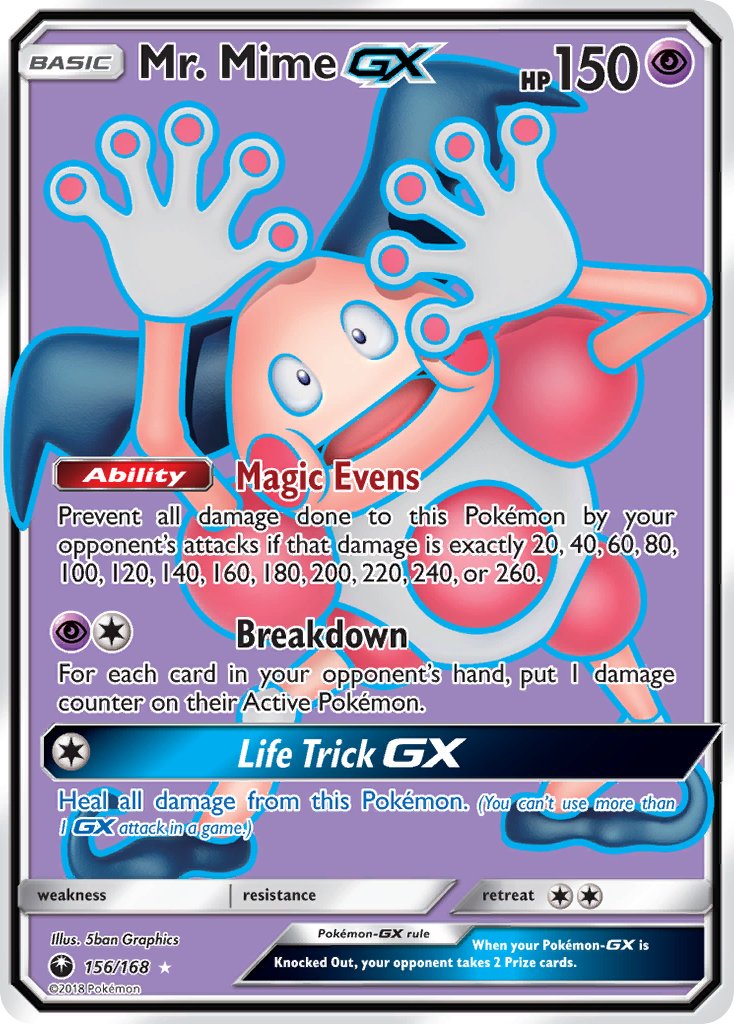 BASIC Mr. Mime GX HP 150
Ability Magic Evens
Prevent all damage done to this Pokémon by your
opponent's attacks if that damage is exactly 20, 40, 60, 80,
100, 120, 140, 160, 180, 200, 220, 240, or 260.
Breakdown
For each card in your opponent's hand, put 1 damage
counter on their Active Pokémon.
Life Trick GX
Heal all damage from this Pokémon. (You can't use more than
1 GX attack in a game.)
weakness resistance retreat
Illus. 5ban Graphics
156/168
©2018 Pokémon
Pokémon-GX rule
When your Pokémon-GX is
Knocked Out, your opponent takes 2 Prize cards.